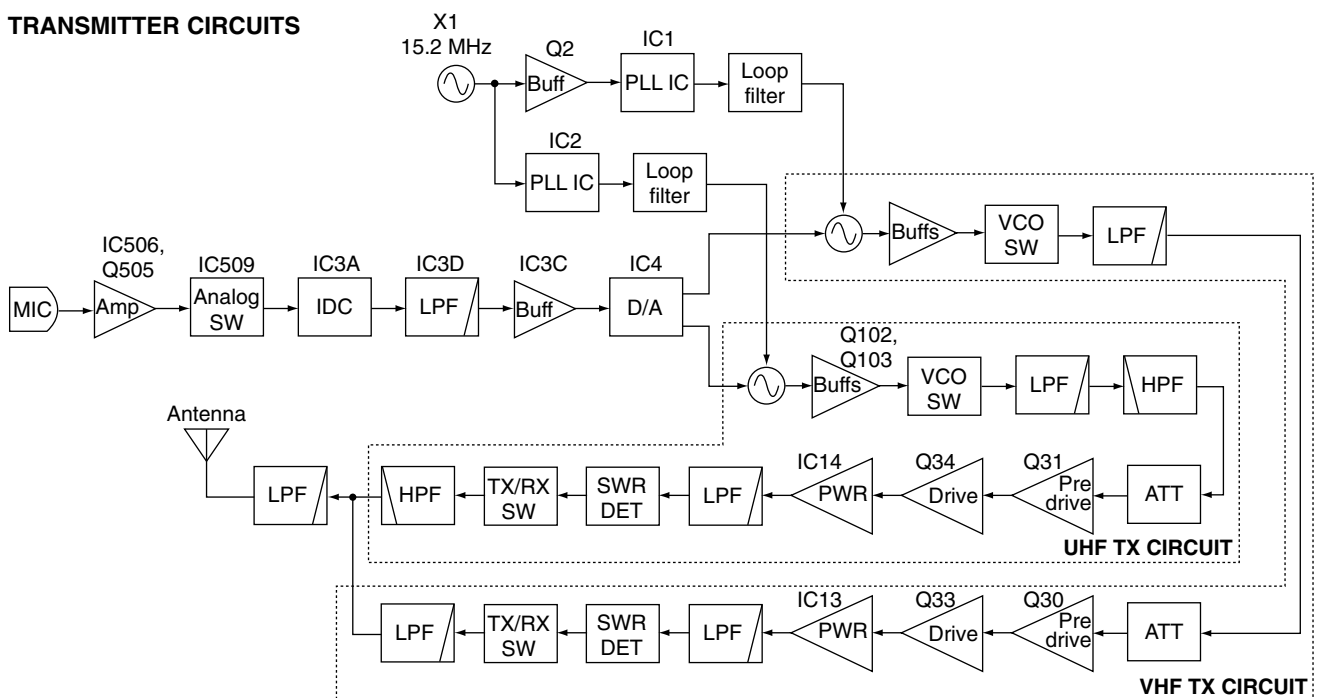 TRANSMITTER CIRCUITS
X1
15.2 MHz
Q2
Buff
IC1
PLL IC
Loop
filter
IC2
PLL IC
Loop
filter
Buffs
VCO
SW
LPF
MIC
IC506,
Q505
Amp
IC509
Analog
SW
IC3A
IDC
IC3D
LPF
IC3C
Buff
IC4
D/A
Q102,
Q103
Buffs
VCO
SW
LPF
HPF
Antenna
LPF
HPF
TX/RX
SW
SWR
DET
LPF
IC14
PWR
Q34
Drive
Q31
Pre
drive
ATT
UHF TX CIRCUIT
LPF
TX/RX
SW
SWR
DET
LPF
IC13
PWR
Q33
Drive
Q30
Pre
drive
ATT
VHF TX CIRCUIT